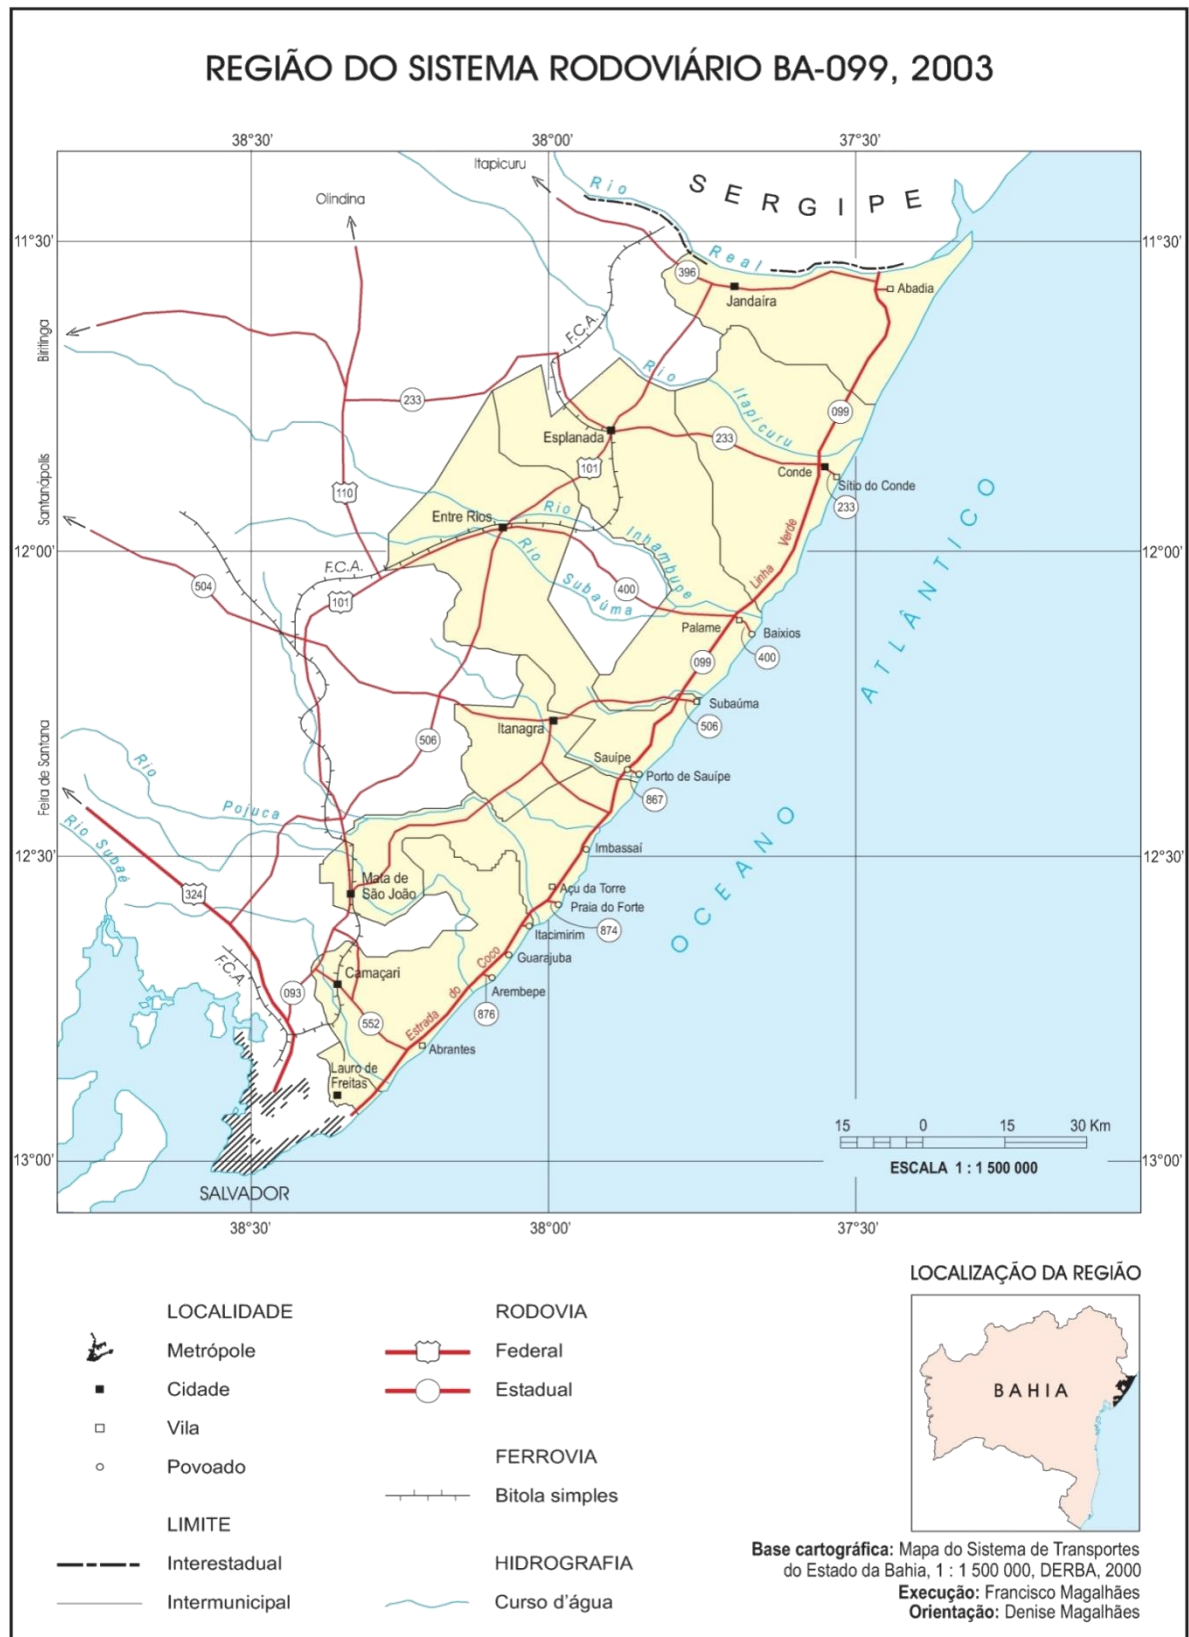 REGIÃO DO SISTEMA RODOVIÁRIO BA-099, 2003
38°30'
38°00'
37°30'
Itapicuru
Rio
SERGIPE
Olindina
11°30'
11°30'
Real
396
Jandaíra
Abadia
F.C.A.
Biritinga
Rio
Itapicuru
233
099
Esplanada
233
101
Conde
Sítio do Conde
Santanápolis
110
233
Entre Rios
Rio
Inhambupe
Verde
12°00'
12°00'
F.C.A.
Rio
Subaúma
Linha
504
101
400
Palame
Baixios
400
099
ATLÂNTICO
Subaúma
506
Itanagra
506
Feira de Santana
Rio
Sauípe
Porto de Sauípe
867
Pojuca
Rio Subaé
Imbassaí
12°30'
12°30'
Mata de
São João
Açu da Torre
Praia do Forte
324
874
Itacimirim
OCEANO
F.C.A.
Coco
Guarajuba
Camaçari
Arembepe
093
do
876
552
Estrada
Abrantes
Lauro de
Freitas
15 0 15 30 Km
ESCALA 1 : 1 500 000
13°00'
13°00'
SALVADOR
38°30'
38°00'
37°30'
LOCALIZAÇÃO DA REGIÃO
BAHIA
LOCALIDADE
Metrópole
Cidade
Vila
Povoado
LIMITE
Interestadual
Intermunicipal
RODOVIA
Federal
Estadual
FERROVIA
Bitola simples
HIDROGRAFIA
Curso d'água
Base cartográfica: Mapa do Sistema de Transportes
do Estado da Bahia, 1 : 1 500 000, DERBA, 2000
Execução: Francisco Magalhães
Orientação: Denise Magalhães